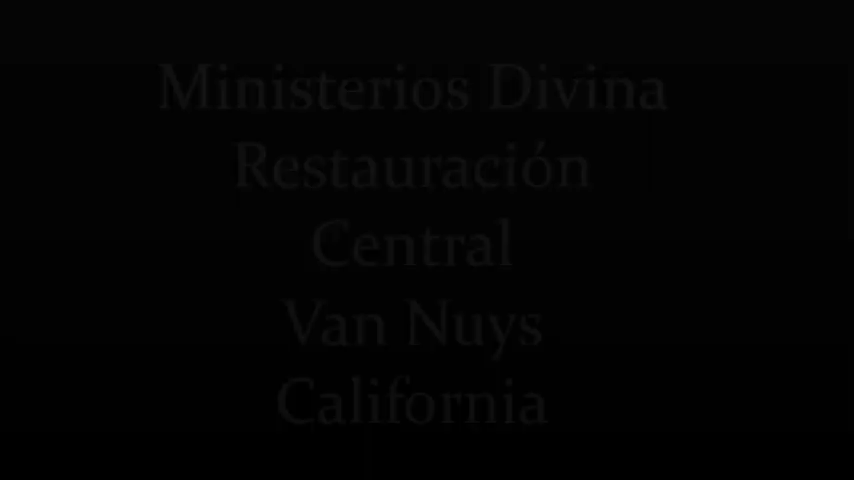 Ministerios Divina
Restauración
Central
Van Nuys
California